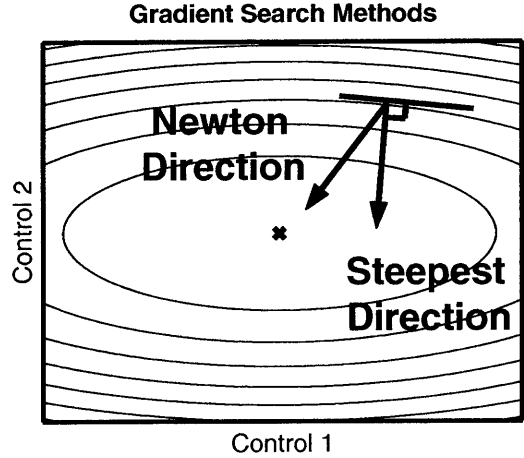 Gradient Search Methods
Newton
Direction
Steepest
Direction
Control 2
Control 1